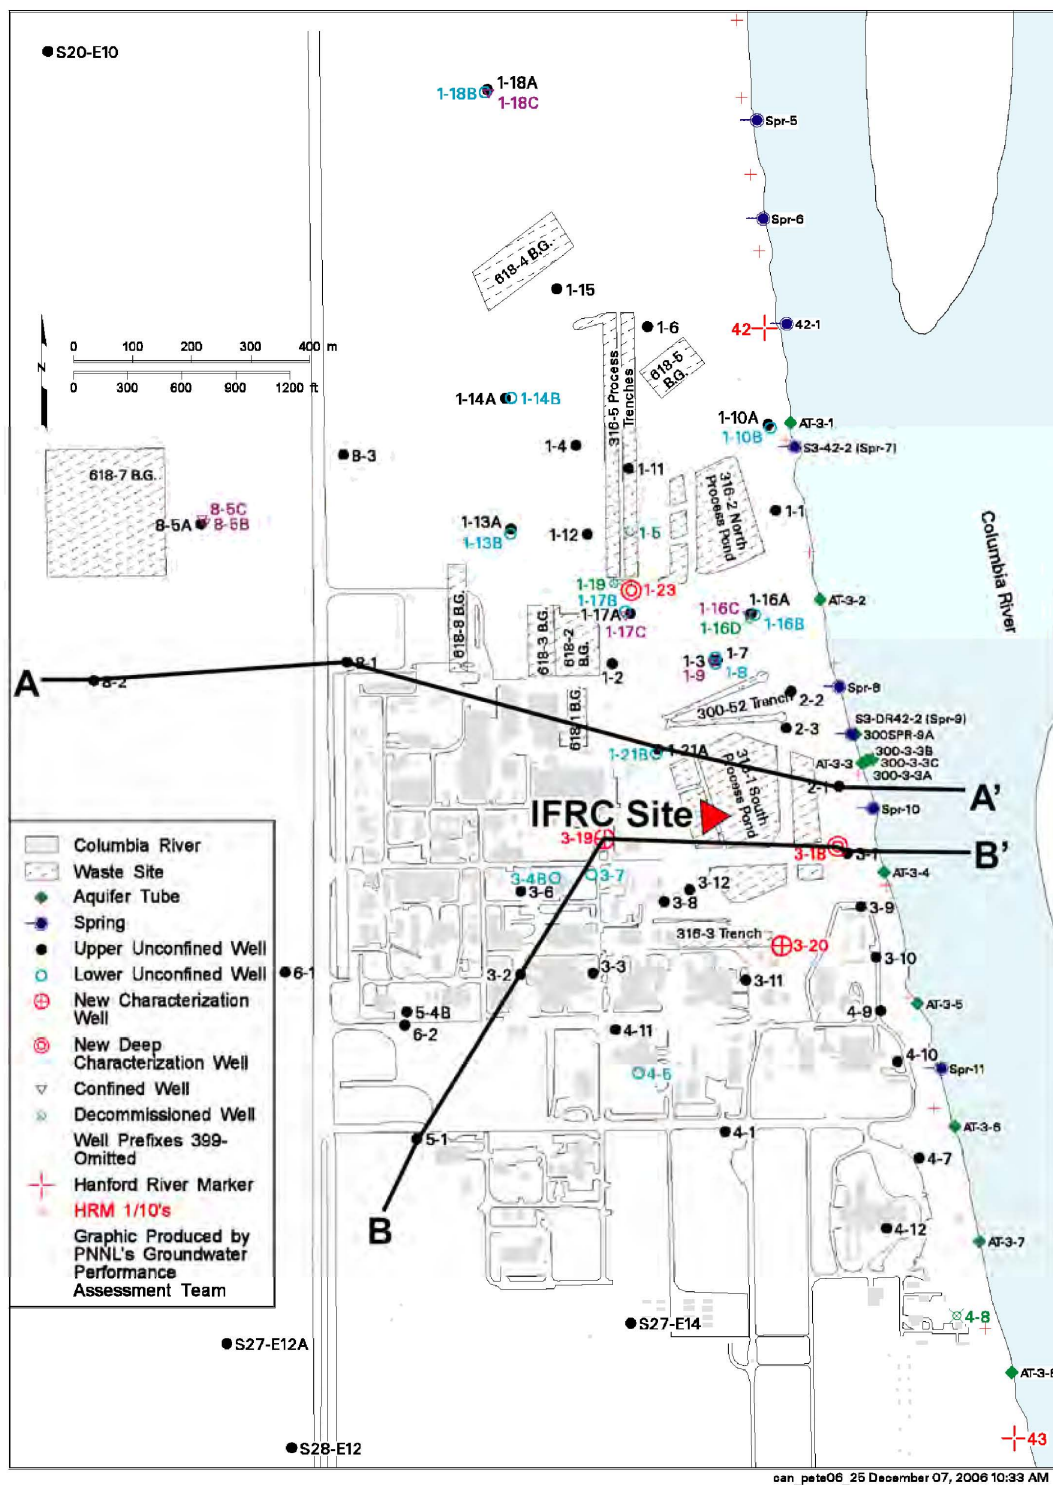 S20-E10
1-18A
1-18B
1-18C
Spr-5
Spr-6
618-4 B.G.
1-15
1-6
42
42-1
0 100 200 300 400 m
N
0 300 600 900 1200 ft
316-5 Process
Trenches
618-5
B.G.
1-14A
1-14B
1-10A
1-10B
AT-3-1
S3-42-2 (Spr-7)
8-3
1-4
1-11
618-7 B.G.
316-2 North
Process Pond
8-5C
8-5A
8-5B
1-13A
1-13B
1-12
1-5
1-1
Columbia River
1-19
1-23
1-17B
1-17A
1-17C
1-16C
1-16A
1-16D
1-16B
AT-3-2
618-8 B.G.
618-3 B.G.
618-2
B.G.
1-2
1-3
1-7
1-9
1-8
A
8-2
8-1
300-52 Trench
2-2
2-3
Spr-8
S3-DR42-2 (Spr-9)
300SPR-9A
300-3-3B
300-3-3C
300-3-3A
AT-3-3
618-1 B.G.
1-21B
1-21A
316-1 South
Process Pond
2-1
A'
Spr-10
IFRC Site
3-19
3-18
3-1
B'
AT-3-4
3-4B
3-7
3-6
3-12
3-8
3-9
316-3 Trench
3-20
3-10
6-1
3-2
3-3
3-11
5-4B
6-2
4-11
4-9
AT-3-5
4-10
Spr-11
4-5
5-1
4-1
AT-3-6
4-7
B
4-12
AT-3-7
S27-E14
4-8
S27-E12A
AT-3-8
S28-E12
43
Columbia River
Waste Site
Aquifer Tube
Spring
Upper Unconfined Well
Lower Unconfined Well
New Characterization
Well
New Deep
Characterization Well
Confined Well
Decommissioned Well
Well Prefixes 399-
Omitted
Hanford River Marker
HRM 1/10's
Graphic Produced by
PNNL's Groundwater
Performance
Assessment Team
can_pete06_25 December 07, 2006 10:33 AM